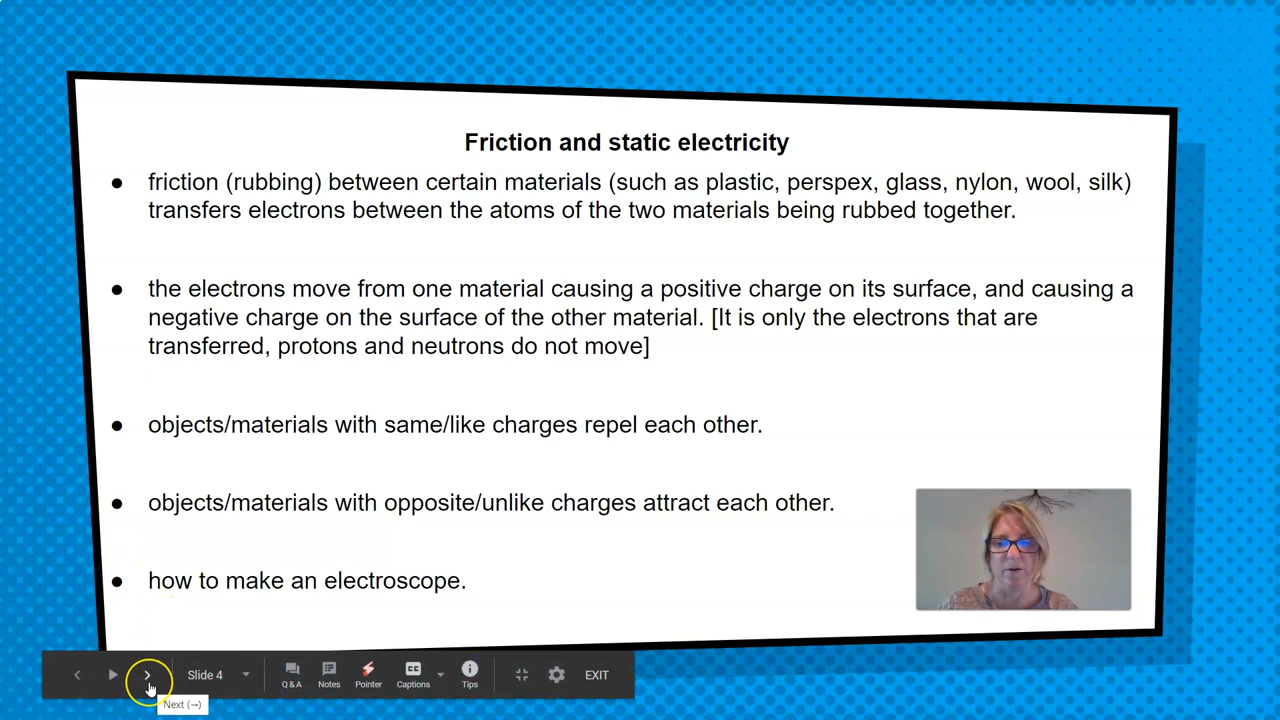 Friction and static electricity
● friction (rubbing) between certain materials (such as plastic, perspex, glass, nylon, wool, silk)
transfers electrons between the atoms of the two materials being rubbed together.
● the electrons move from one material causing a positive charge on its surface, and causing a
negative charge on the surface of the other material. [It is only the electrons that are
transferred, protons and neutrons do not move]
● objects/materials with same/like charges repel each other.
● objects/materials with opposite/unlike charges attract each other.
● how to make an electroscope.
Slide 4
Q & A
Notes
Pointer
CC
Captions
Tips
EXIT
Next (→)